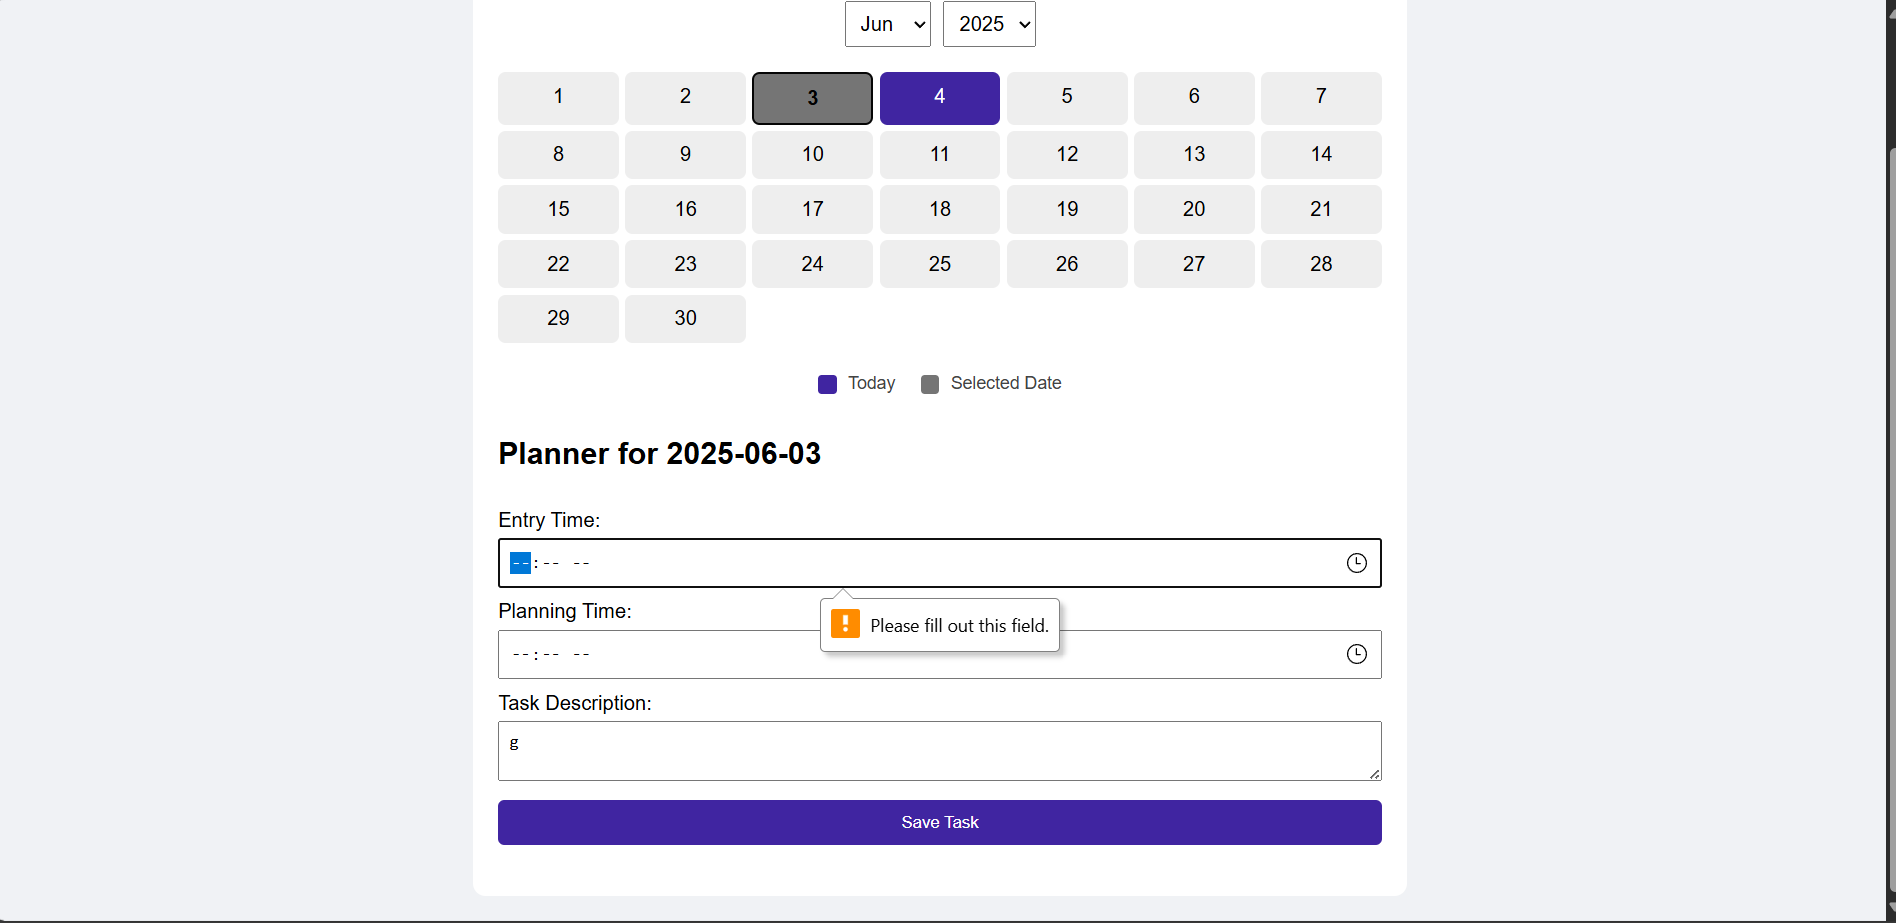 Jun 2025
1 2 3 4 5 6 7
8 9 10 11 12 13 14
15 16 17 18 19 20 21
22 23 24 25 26 27 28
29 30
Today Selected Date
Planner for 2025-06-03
Entry Time:
--:-- --
Planning Time:
! Please fill out this field.
--:-- --
Task Description:
g
Save Task